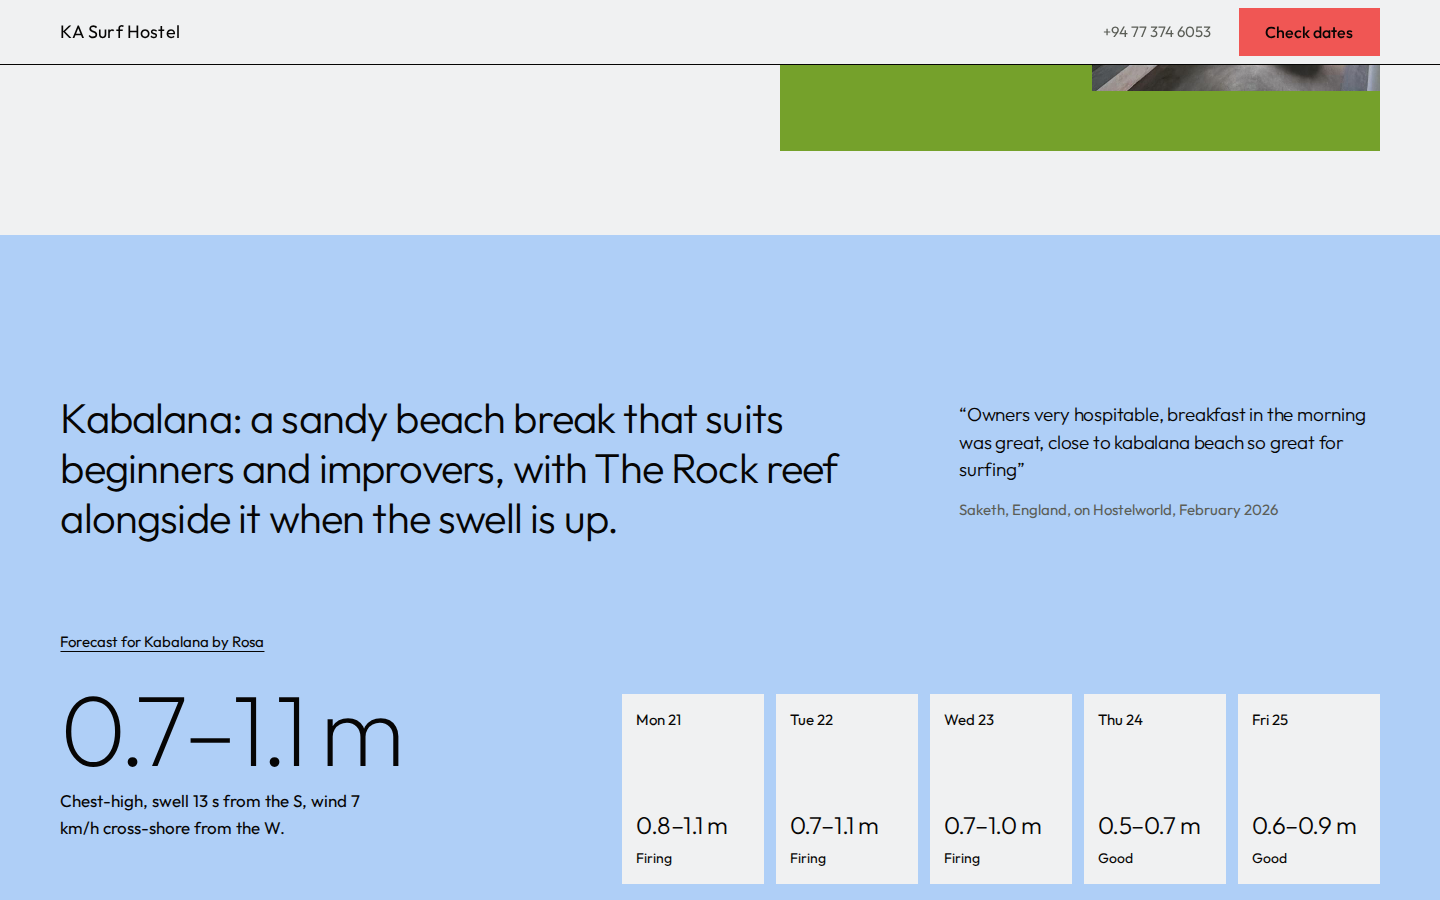 KA Surf Hostel
+94 77 374 6053
Check dates
Kabalana: a sandy beach break that suits
beginners and improvers, with The Rock reef
alongside it when the swell is up.
“Owners very hospitable, breakfast in the morning
was great, close to kabalana beach so great for
surfing”
Saketh, England, on Hostelworld, February 2026
Forecast for Kabalana by Rosa
0.7–1.1 m
Chest-high, swell 13 s from the S, wind 7
km/h cross-shore from the W.
Mon 21
0.8–1.1 m
Firing
Tue 22
0.7–1.1 m
Firing
Wed 23
0.7–1.0 m
Firing
Thu 24
0.5–0.7 m
Good
Fri 25
0.6–0.9 m
Good